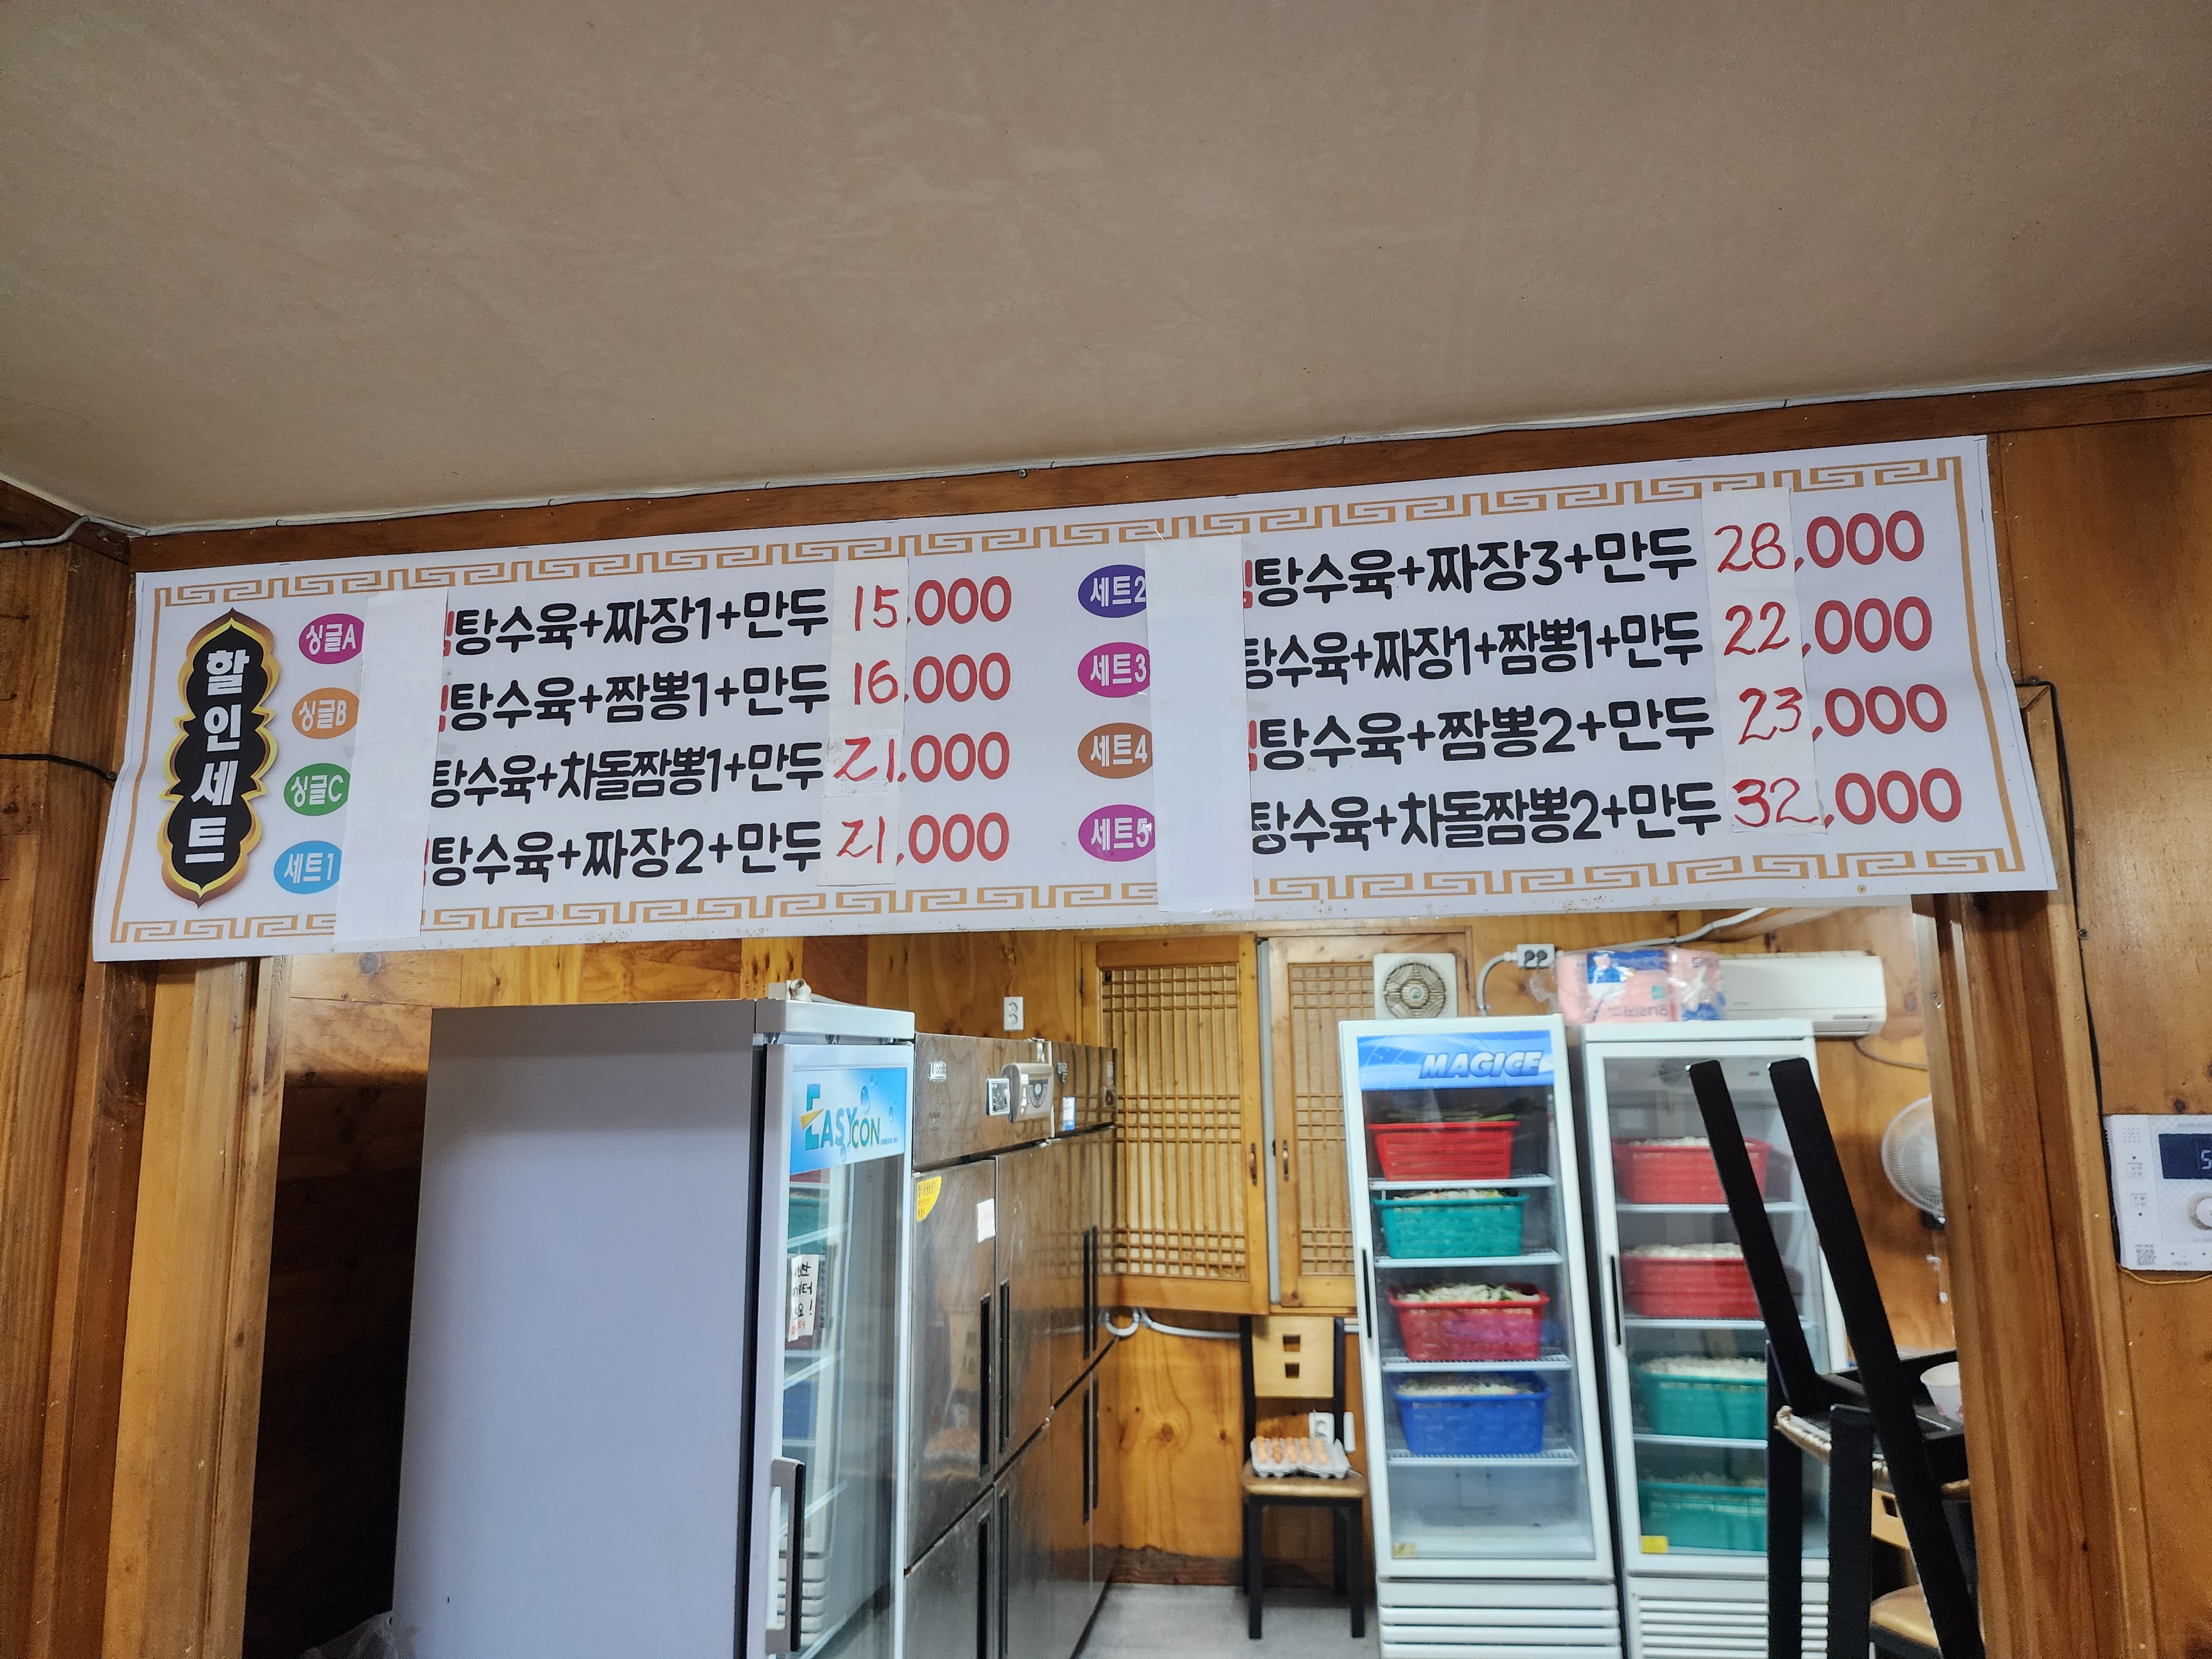 할인세트
싱글A 탕수육+짜장1+만두 15,000
싱글B 탕수육+짬뽕1+만두 16,000
싱글C 탕수육+차돌짬뽕1+만두 21,000
세트1 탕수육+짜장2+만두 21,000
세트2 탕수육+짜장3+만두 28,000
세트3 탕수육+짜장1+짬뽕1+만두 22,000
세트4 탕수육+짬뽕2+만두 23,000
세트5 탕수육+차돌짬뽕2+만두 32,000
EASYCON
MAGICE